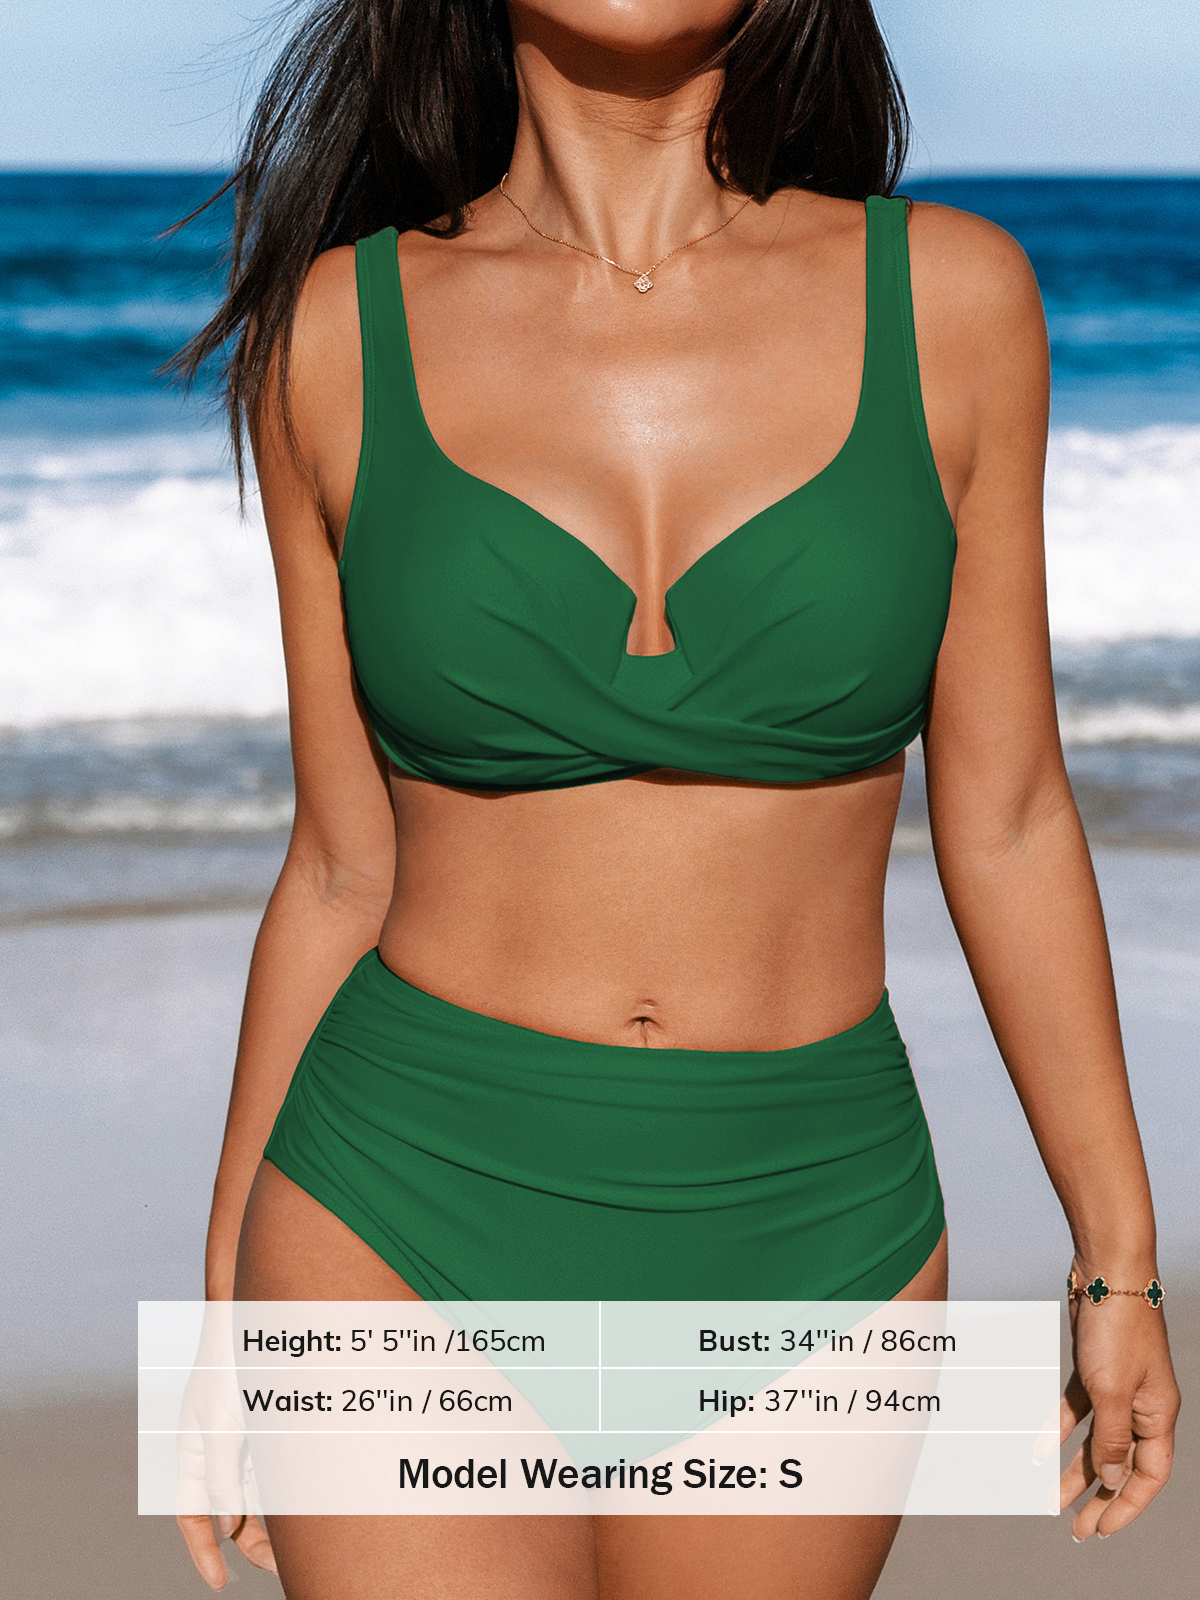 Height: 5' 5''in /165cm Bust: 34''in / 86cm
Waist: 26''in / 66cm Hip: 37''in / 94cm
Model Wearing Size: S